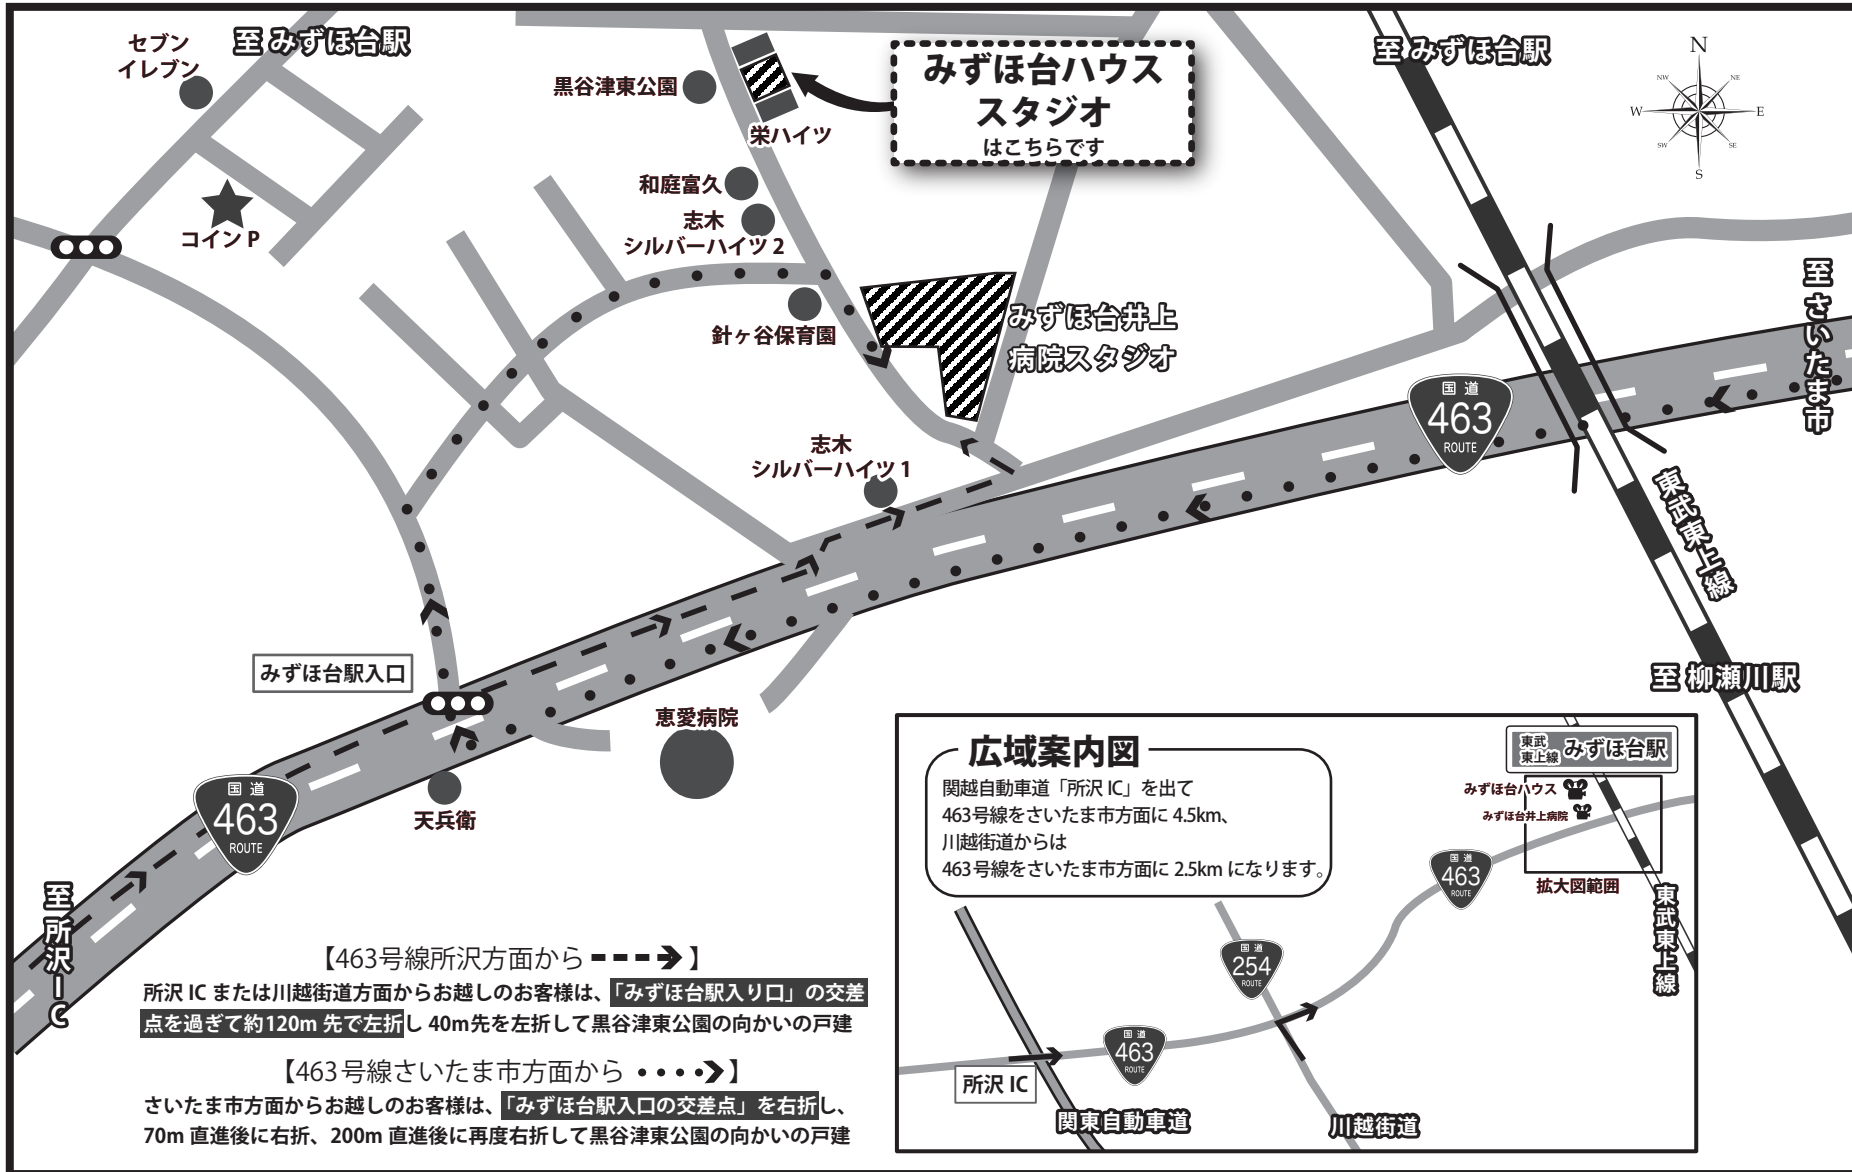 セブン
イレブン
至 みずほ台駅
黒谷津東公園
栄ハイツ
みずほ台ハウス
スタジオ
はこちらです
至 みずほ台駅
N
NW
NE
W
E
SW
SE
S
和庭富久
志木
シルバーハイツ 2
コイン P
針ヶ谷保育園
みずほ台井上
病院スタジオ
至 さいたま市
国道
463
ROUTE
志木
シルバーハイツ 1
東武東上線
みずほ台駅入口
恵愛病院
至 柳瀬川駅
国道
463
ROUTE
天兵衛
至 所沢IC
【463号線所沢方面から】
所沢 IC または川越街道方面からお越しのお客様は、「みずほ台駅入り口」の交差
点を過ぎて約120m 先で左折し 40m先を左折して黒谷津東公園の向かいの戸建
【463号線さいたま市方面から】
さいたま市方面からお越しのお客様は、「みずほ台駅入口の交差点」を右折し、
70m 直進後に右折、200m 直進後に再度右折して黒谷津東公園の向かいの戸建
広域案内図
関越自動車道「所沢 IC」を出て
463号線をさいたま市方面に 4.5km、
川越街道からは
463号線をさいたま市方面に 2.5km になります。
東武
東上線
みずほ台駅
みずほ台ハウス
みずほ台井上病院
国道
463
ROUTE
拡大図範囲
東武東上線
国道
254
ROUTE
国道
463
ROUTE
所沢 IC
関東自動車道
川越街道